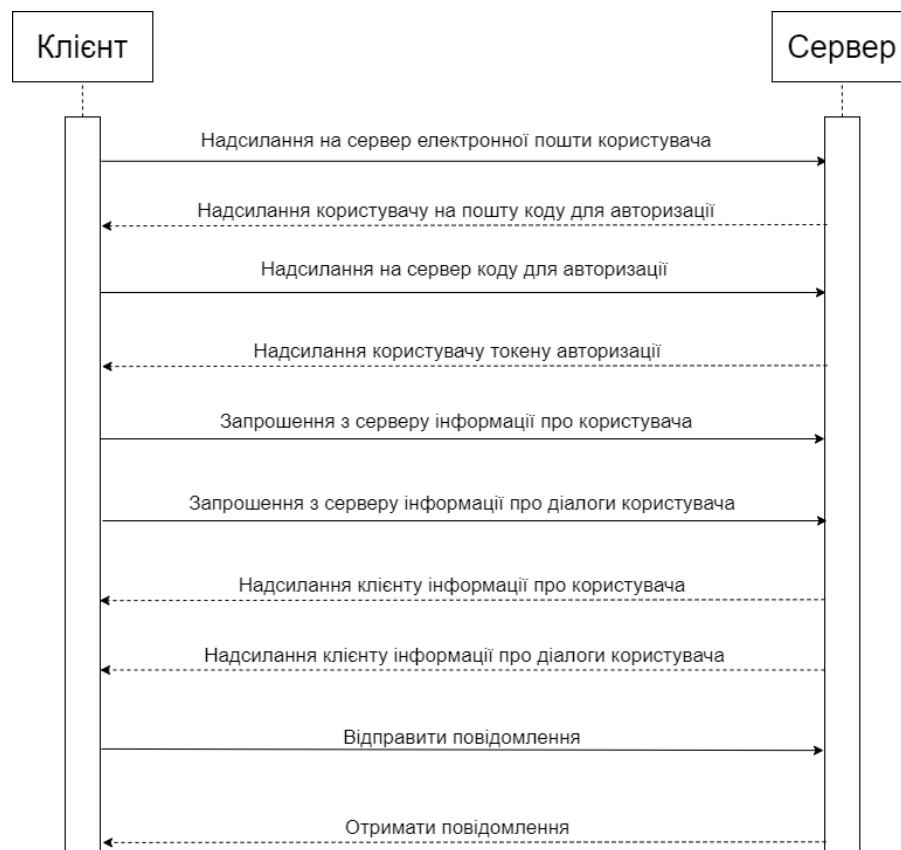 Клієнт
Сервер
Надсилання на сервер електронної пошти користувача
Надсилання користувачу на пошту коду для авторизації
Надсилання на сервер коду для авторизації
Надсилання користувачу токену авторизації
Запрошення з серверу інформації про користувача
Запрошення з серверу інформації про діалоги користувача
Надсилання клієнту інформації про користувача
Надсилання клієнту інформації про діалоги користувача
Відправити повідомлення
Отримати повідомлення